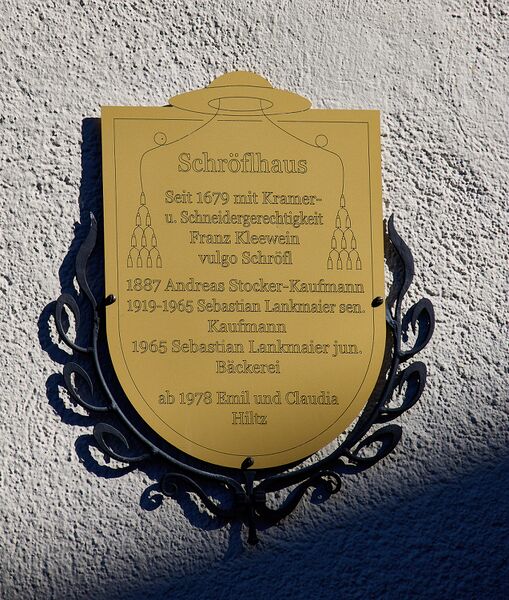 Schröflhaus
Seit 1679 mit Kramer-
u. Schneidergerechtigkeit
Franz Kleewein
vulgo Schröfl
1887 Andreas Stocker-Kaufmann
1919-1965 Sebastian Lankmaier sen.
Kaufmann
1965 Sebastian Lankmaier jun.
Bäckerei
ab 1978 Emil und Claudia
Hiltz